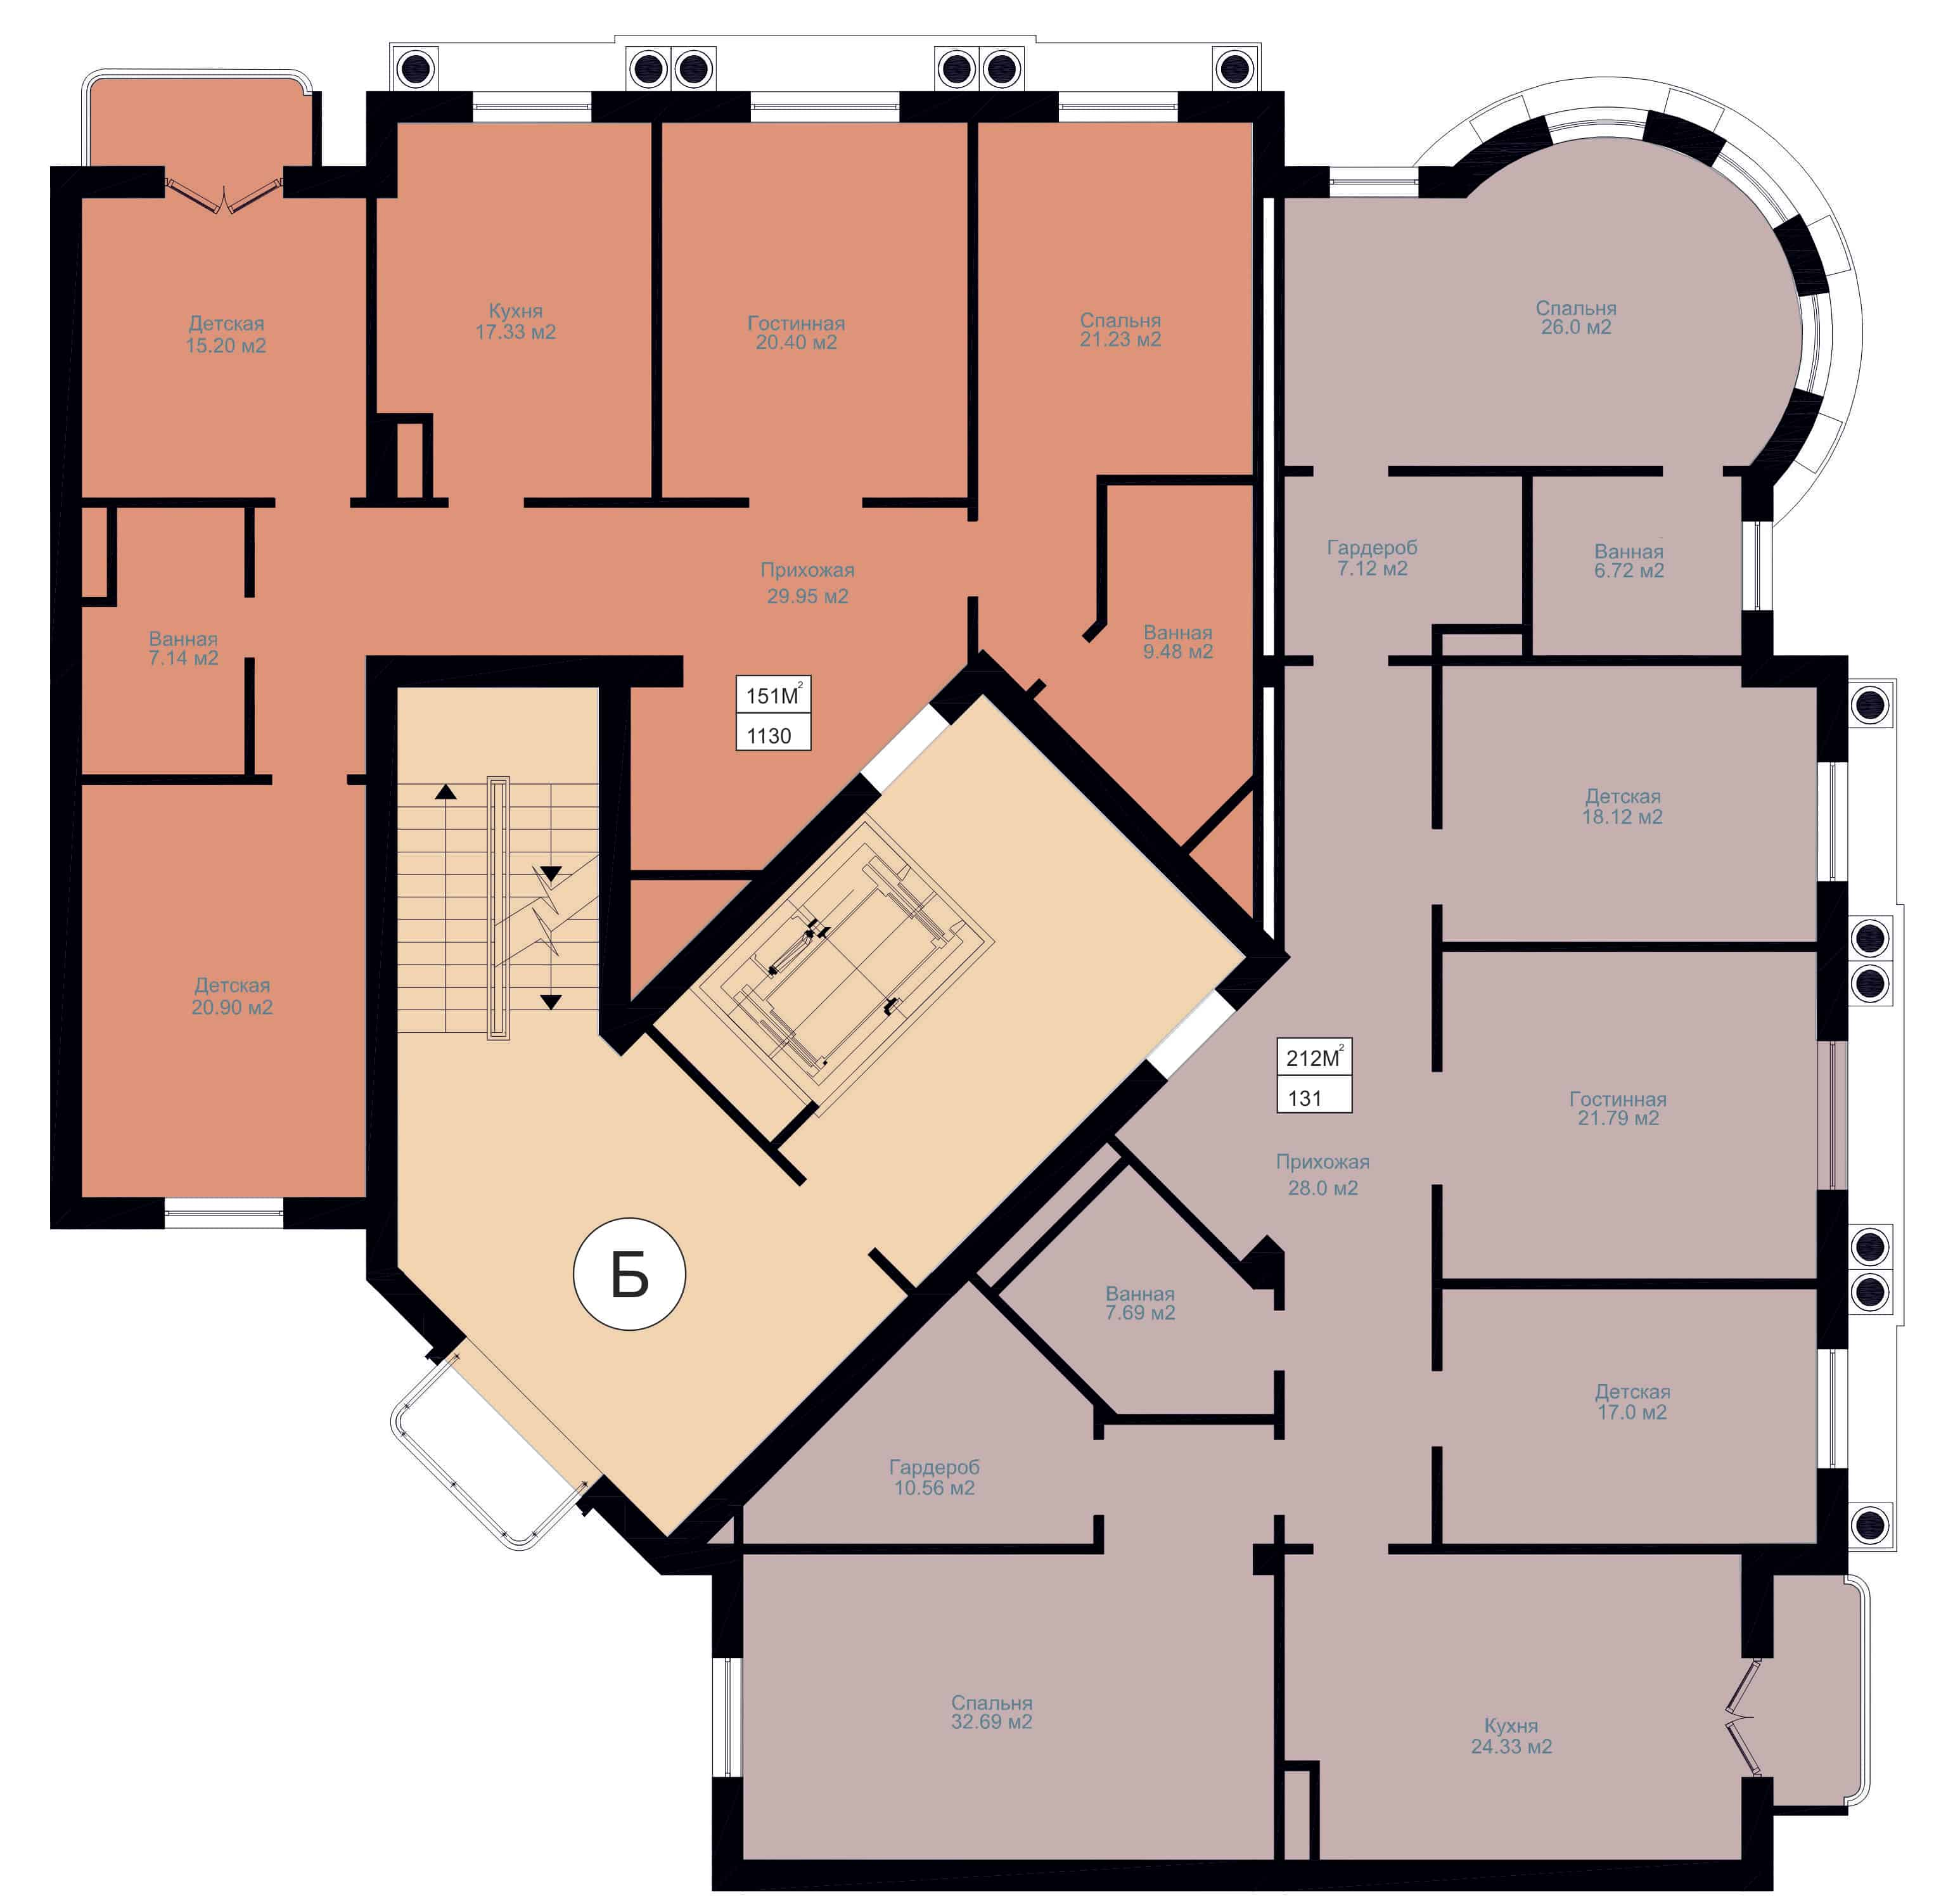 Детская
15.20 м2
Кухня
17.33 м2
Гостинная
20.40 м2
Спальня
21.23 м2
Спальня
26.0 м2
Прихожая
29.95 м2
Гардероб
7.12 м2
Ванная
6.72 м2
Ванная
7.14 м2
Ванная
9.48 м2
151М²
1130
Детская
18.12 м2
Детская
20.90 м2
212М²
131
Гостинная
21.79 м2
Прихожая
28.0 м2
Б
Ванная
7.69 м2
Детская
17.0 м2
Гардероб
10.56 м2
Спальня
32.69 м2
Кухня
24.33 м2